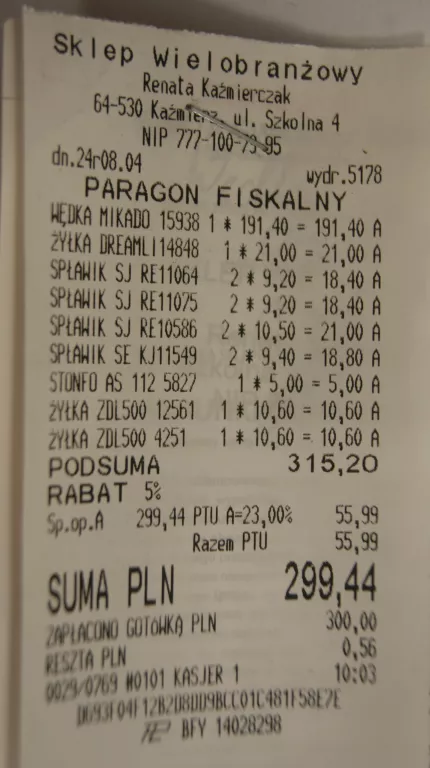 Sklep Wielobranżowy
Renata Kaźmierczak
64-530 Kaźmierz, ul. Szkolna 4
NIP 777-100-79-95
dn.24r08.04 wydr.5178
PARAGON FISKALNY
WĘDKA MIKADO 15938 1 * 191,40 = 191,40 A
ŻYŁKA DREAMLI14848 1 * 21,00 = 21,00 A
SPŁAWIK SJ RE11064 2 * 9,20 = 18,40 A
SPŁAWIK SJ RE11075 2 * 9,20 = 18,40 A
SPŁAWIK SJ RE10586 2 * 10,50 = 21,00 A
SPŁAWIK SE KJ11549 2 * 9,40 = 18,80 A
STONFO AS 112 5827 1 * 5,00 = 5,00 A
ŻYŁKA ZDL500 12561 1 * 10,60 = 10,60 A
ŻYŁKA ZDL500 4251 1 * 10,60 = 10,60 A
PODSUMA 315,20
RABAT 5%
Sp.op.A 299,44 PTU A=23,00% 55,99
Razem PTU 55,99
SUMA PLN 299,44
ZAPŁACONO GOTÓWKĄ PLN 300,00
RESZTA PLN 0,56
0029/0769 #0101 KASJER 1 10:03
BFY 14028298